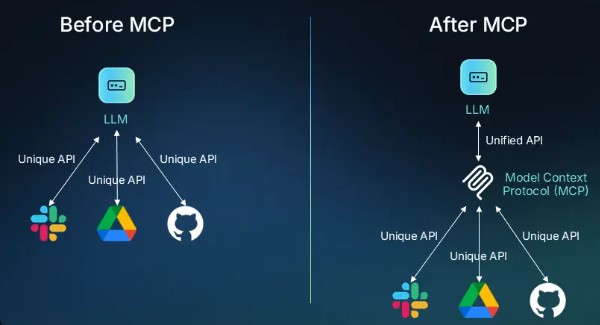 Before MCP
LLM
Unique API
Unique API
Unique API
After MCP
LLM
Unified API
Model Context
Protocol (MCP)
Unique API
Unique API
Unique API